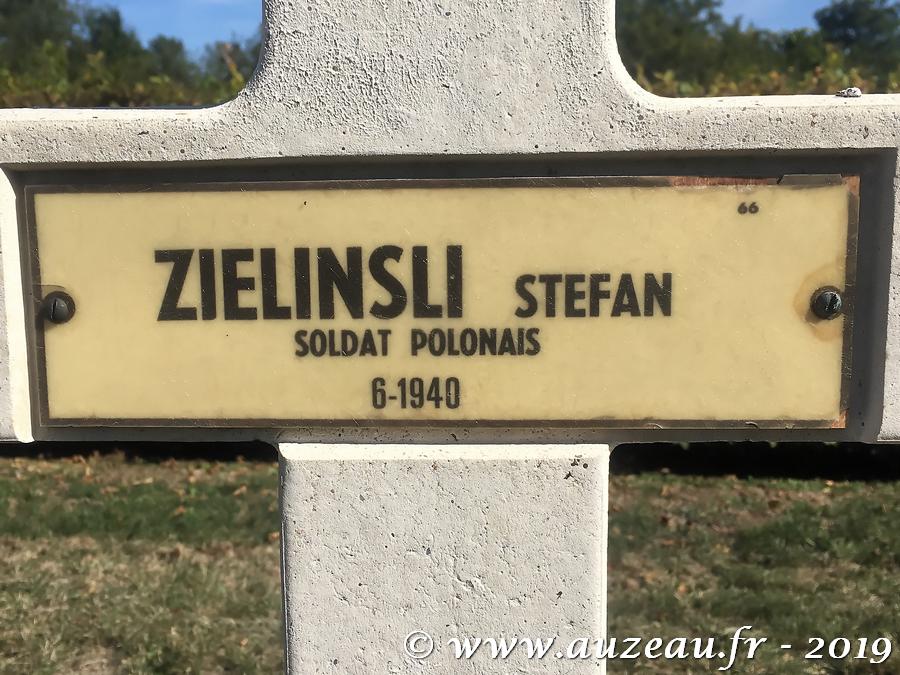 66
ZIELINSLI STEFAN
SOLDAT POLONAIS
6-1940
© www.auzeau.fr - 2019